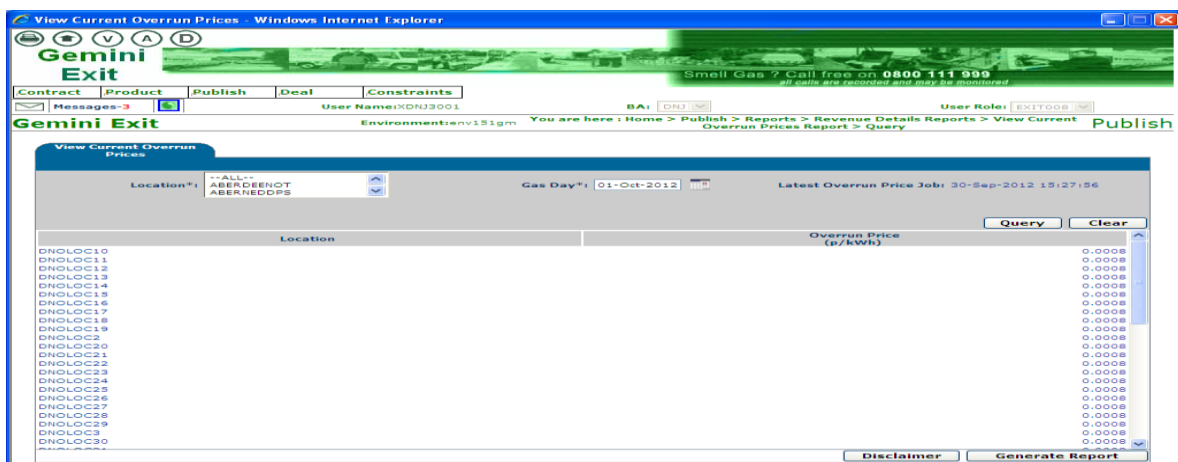 View Current Overrun Prices - Windows Internet Explorer
V A D
Gemini
Exit
Smell Gas ? Call free on 0800 111 999
all calls are recorded and may be monitored
Contract Product Publish Deal Constraints
Messages-3 User Name:XDNJ3001 BA: DNJ User Role: EXIT008
Gemini Exit Environment:env151gm You are here : Home > Publish > Reports > Revenue Details Reports > View Current Publish
Overrun Prices Report > Query
View Current Overrun
Prices
--ALL--
Location*: ABERDEENOT Gas Day*: 01-Oct-2012 Latest Overrun Price Job: 30-Sep-2012 15:27:56
ABERNEDDPS
Query Clear
Location Overrun Price
(p/kWh)
DNOLOC10 0.0008
DNOLOC11 0.0008
DNOLOC12 0.0008
DNOLOC13 0.0008
DNOLOC14 0.0008
DNOLOC15 0.0008
DNOLOC16 0.0008
DNOLOC17 0.0008
DNOLOC18 0.0008
DNOLOC19 0.0008
DNOLOC2 0.0008
DNOLOC20 0.0008
DNOLOC21 0.0008
DNOLOC22 0.0008
DNOLOC23 0.0008
DNOLOC24 0.0008
DNOLOC25 0.0008
DNOLOC26 0.0008
DNOLOC27 0.0008
DNOLOC28 0.0008
DNOLOC29 0.0008
DNOLOC3 0.0008
DNOLOC30 0.0008
Disclaimer Generate Report